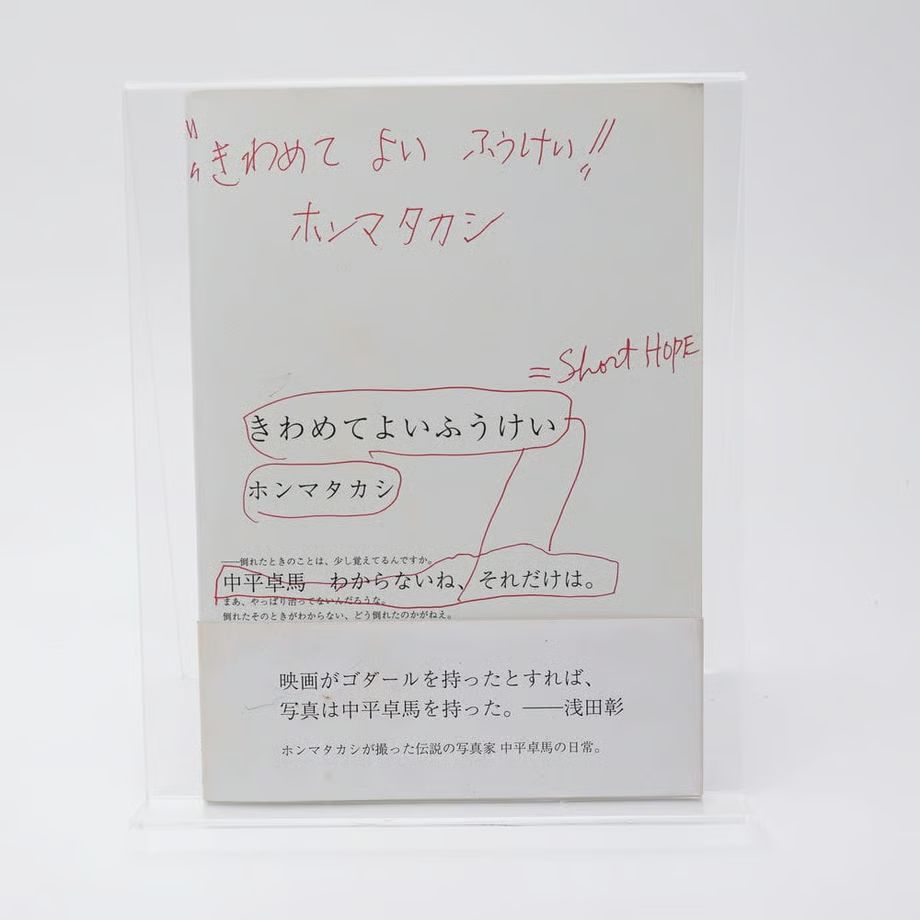 "きわめて よい ふうけい!!"
ホンマタカシ
= Short HOPE
きわめてよいふうけい
ホンマタカシ
――倒れたときのことは、少し覚えてるんですか。
中平卓馬　わからないね、それだけは。
まあ、やっぱり治ってないんだろうな。
倒れたそのときがわからない、どう倒れたのかがねえ。
映画がゴダールを持ったとすれば、
写真は中平卓馬を持った。――浅田彰
ホンマタカシが撮った伝説の写真家 中平卓馬の日常。